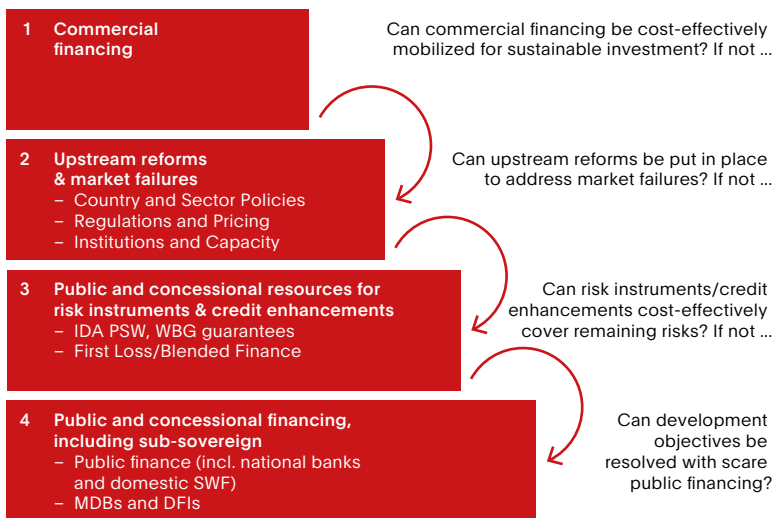 1 Commercial
financing
Can commercial financing be cost-effectively
mobilized for sustainable investment? If not ...
2 Upstream reforms
& market failures
– Country and Sector Policies
– Regulations and Pricing
– Institutions and Capacity
Can upstream reforms be put in place
to address market failures? If not ...
3 Public and concessional resources for
risk instruments & credit enhancements
– IDA PSW, WBG guarantees
– First Loss/Blended Finance
Can risk instruments/credit
enhancements cost-effectively
cover remaining risks? If not ...
4 Public and concessional financing,
including sub-sovereign
– Public finance (incl. national banks
and domestic SWF)
– MDBs and DFIs
Can development
objectives be
resolved with scare
public financing?